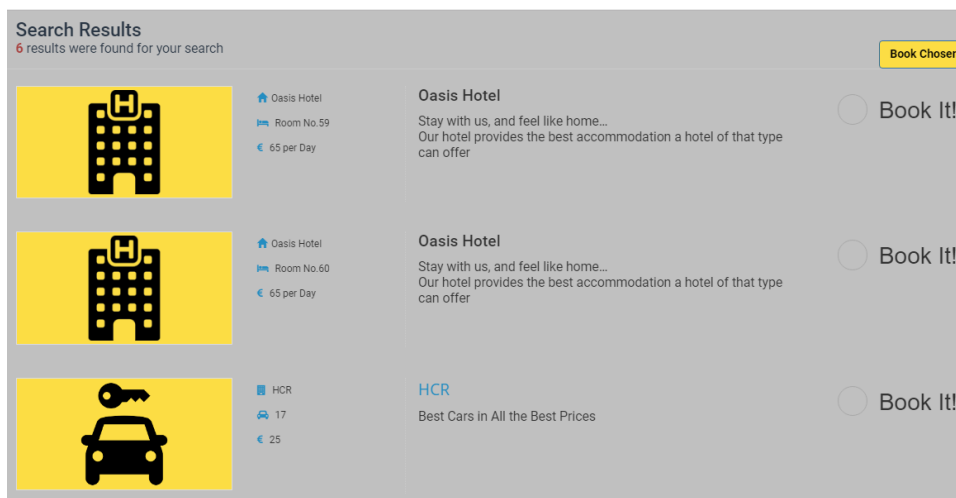 Search Results
6 results were found for your search
Book Chosen
H
Oasis Hotel
Room No.59
€ 65 per Day
Oasis Hotel
Stay with us, and feel like home...
Our hotel provides the best accommodation a hotel of that type
can offer
Book It!
H
Oasis Hotel
Room No.60
€ 65 per Day
Oasis Hotel
Stay with us, and feel like home...
Our hotel provides the best accommodation a hotel of that type
can offer
Book It!
HCR
17
€ 25
HCR
Best Cars in All the Best Prices
Book It!